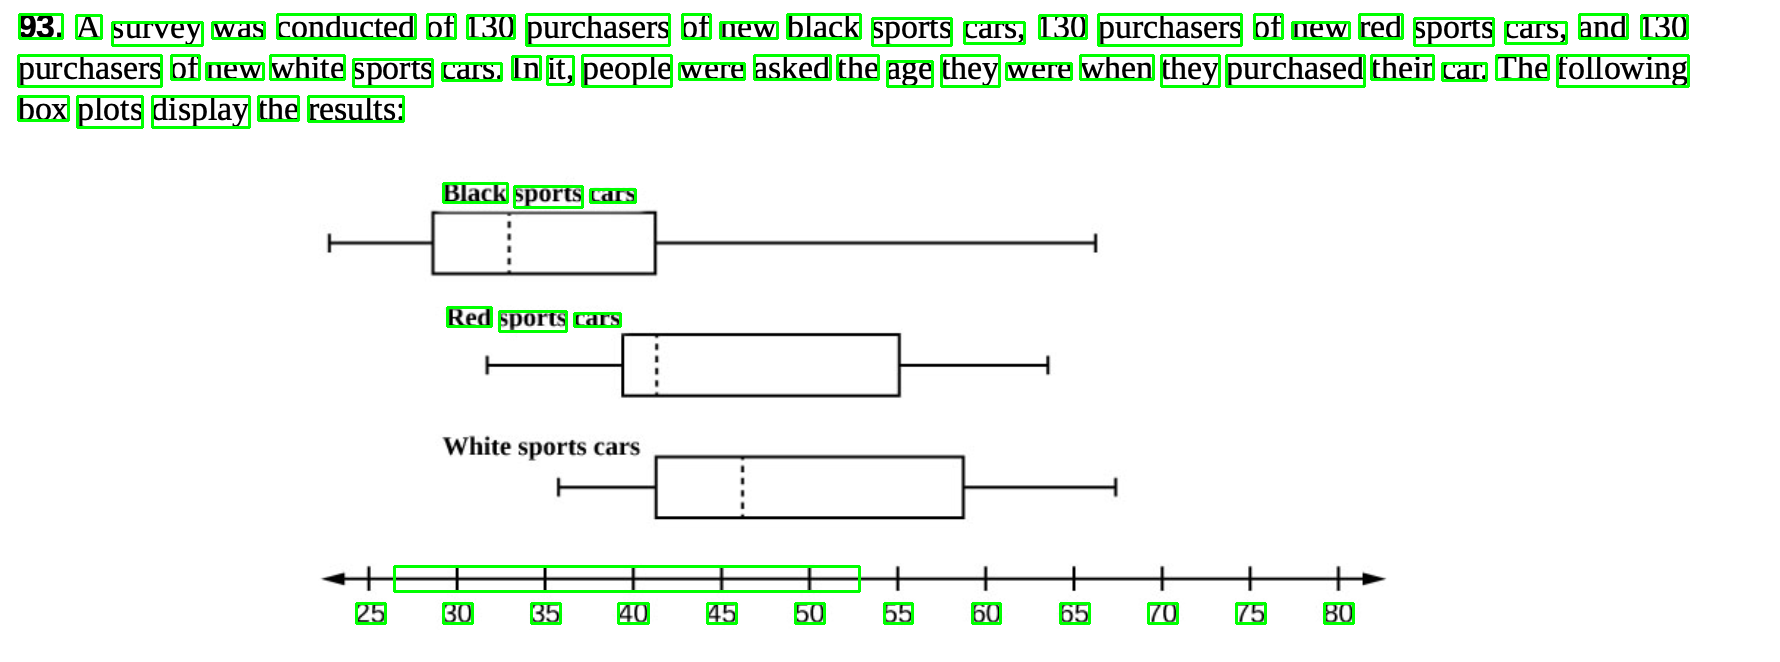 93. A survey was conducted of 130 purchasers of new black sports cars, 130 purchasers of new red sports cars, and 130
purchasers of new white sports cars. In it, people were asked the age they were when they purchased their car. The following
box plots display the results:
Black sports cars
Red sports cars
White sports cars
25 30 35 40 45 50 55 60 65 70 75 80